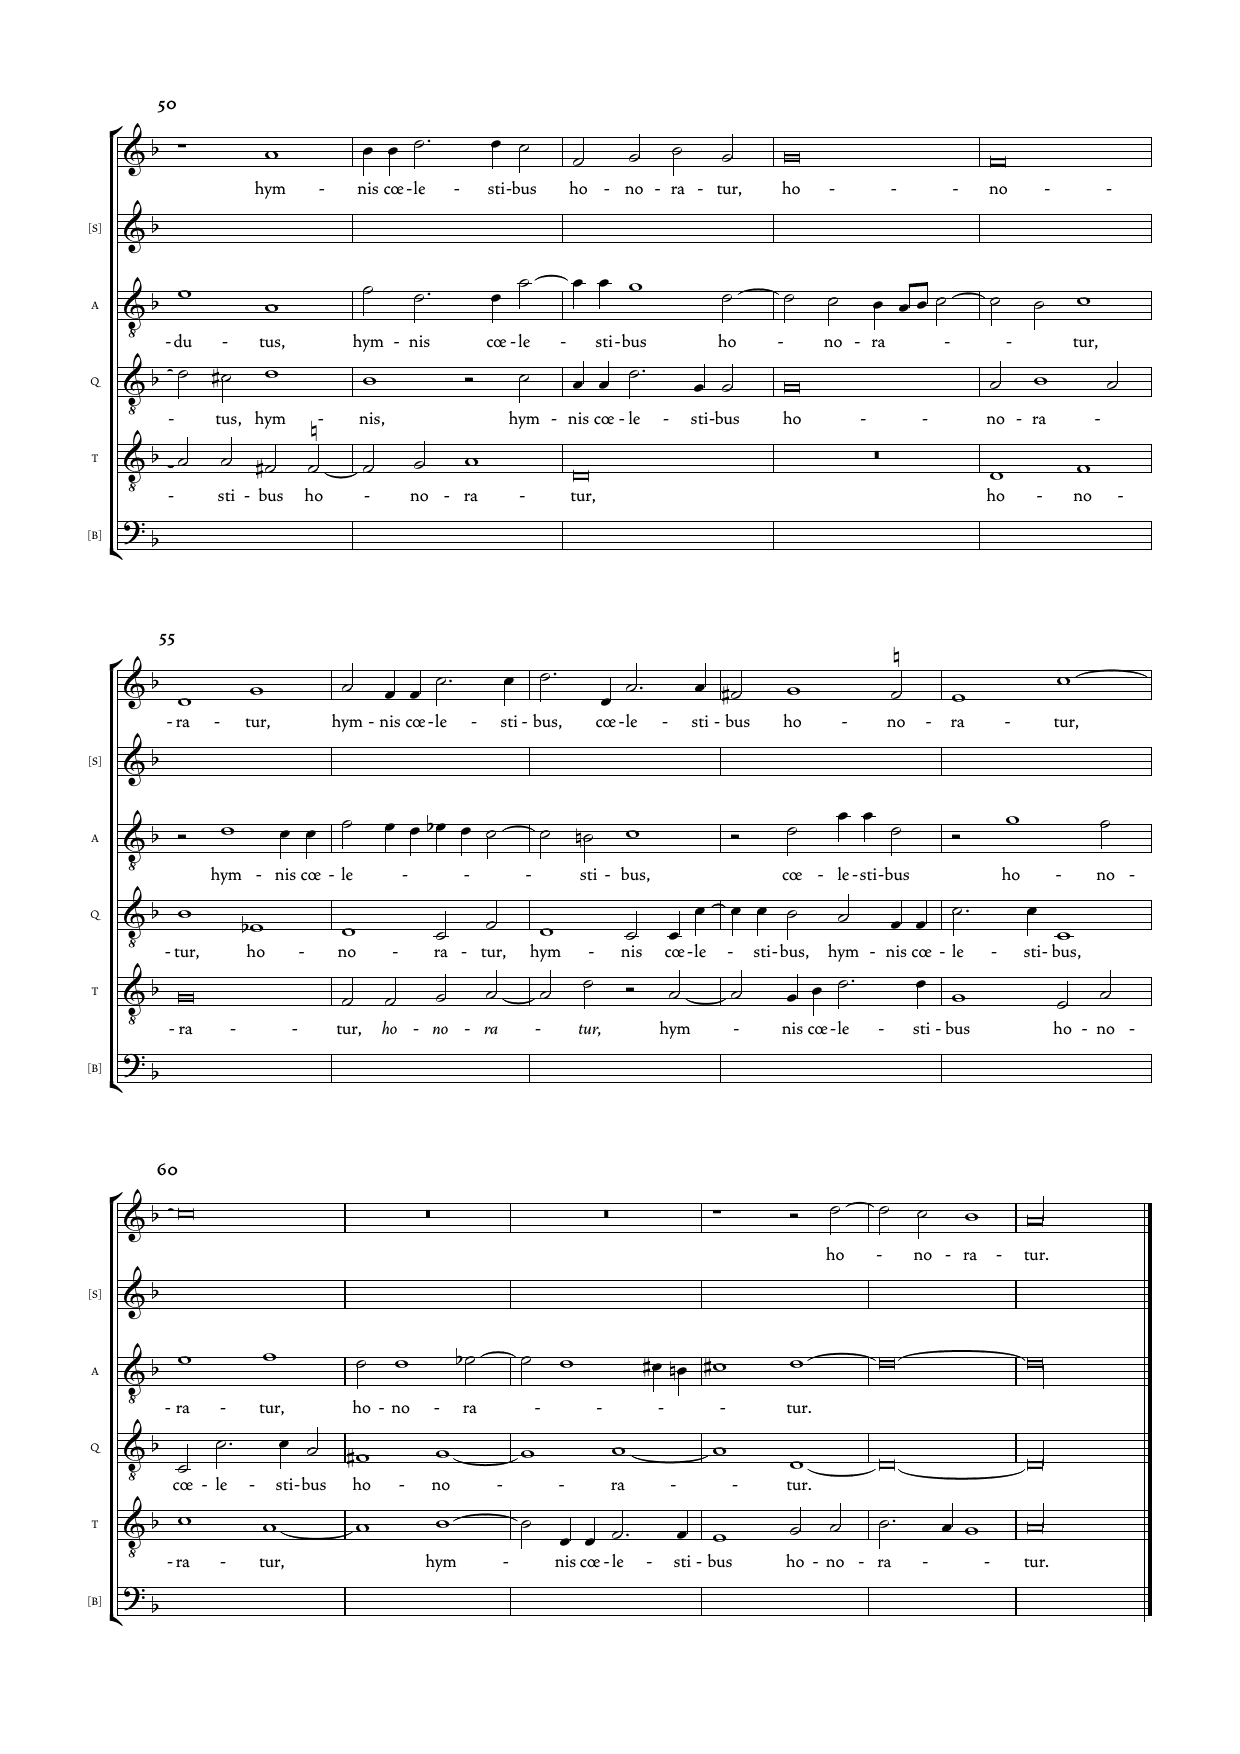 50
hym - nis cœ - le - sti - bus ho - no - ra - tur, ho - - - no - -
[S]
A
- du - tus, hym - nis cœ - le - sti - bus ho - no - ra - - - tur,
Q
- tus, hym - nis, hym - nis cœ - le - sti - bus ho - - no - ra -
T
- sti - bus ho - no - ra - tur, ho - no -
[B]
55
- ra - tur, hym - nis cœ - le - sti - bus, cœ - le - sti - bus ho - no - ra - tur,
[S]
A
hym - nis cœ - le - - - sti - bus, cœ - le - sti - bus ho - no -
Q
- tur, ho - no - ra - tur, hym - nis cœ - le - sti - bus, hym - nis cœ - le - sti - bus,
T
- ra - - tur, ho - no - ra - tur, hym - nis cœ - le - sti - bus ho - no -
[B]
60
ho - no - ra - tur.
[S]
A
- ra - tur, ho - no - ra - - - - tur.
Q
cœ - le - sti - bus ho - no - - ra - - tur.
T
- ra - tur, hym - nis cœ - le - sti - bus ho - no - ra - - tur.
[B]